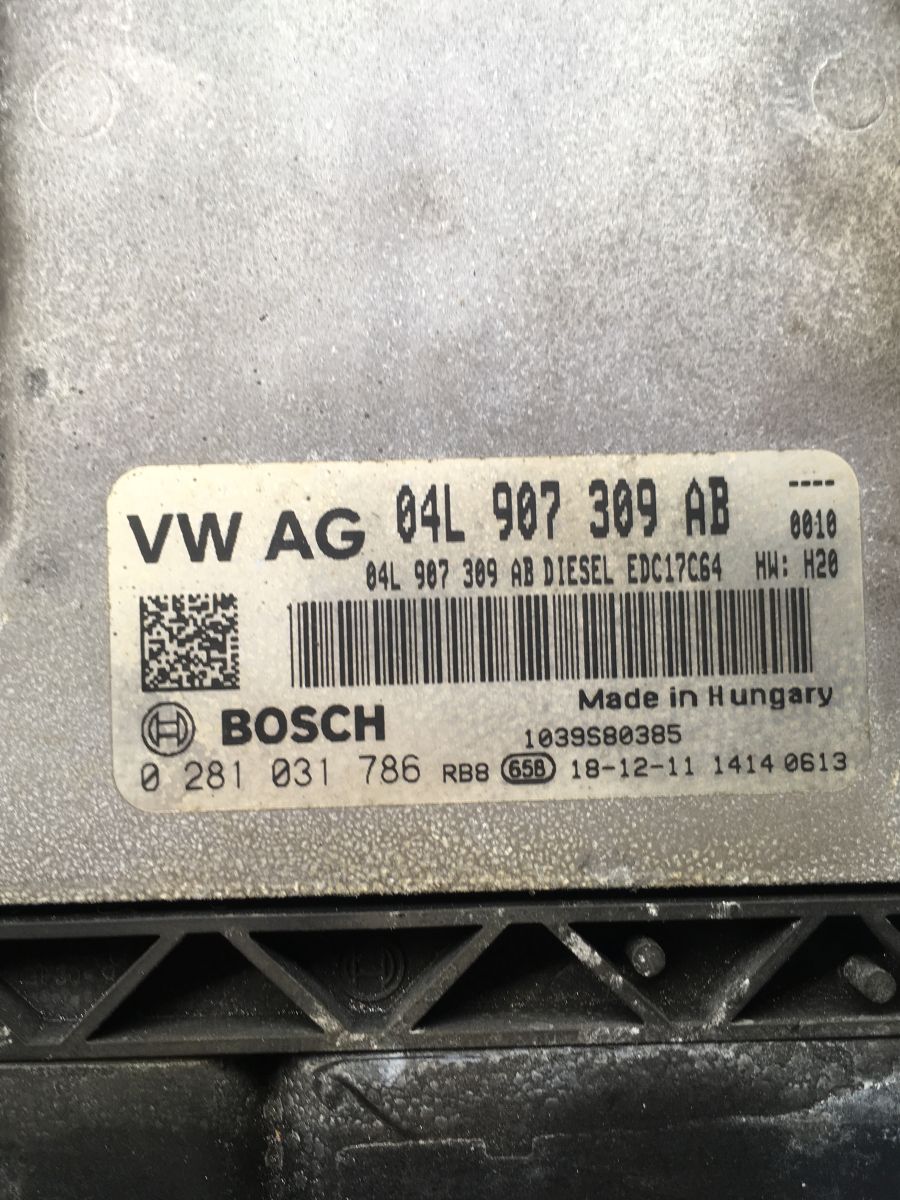 VW AG 04L 907 309 AB ----
0010
04L 907 309 AB DIESEL EDC17C64 HW: H20
Made in Hungary
BOSCH
1039S80385
0 281 031 786 RB8 658 18-12-11 1414 0613